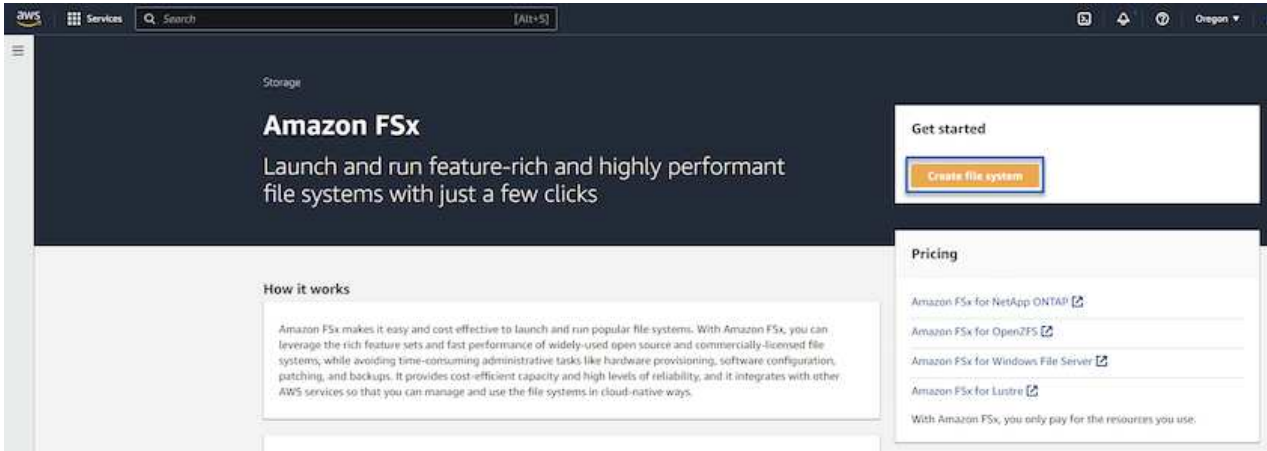 aws
Services
Search
[Alt+S]
Oregon
Storage
Amazon FSx
Launch and run feature-rich and highly performant
file systems with just a few clicks
Get started
Create file system
Pricing
Amazon FSx for NetApp ONTAP
Amazon FSx for OpenZFS
Amazon FSx for Windows File Server
Amazon FSx for Lustre
With Amazon FSx, you only pay for the resources you use.
How it works
Amazon FSx makes it easy and cost effective to launch and run popular file systems. With Amazon FSx, you can
leverage the rich feature sets and fast performance of widely-used open source and commercially-licensed file
systems, while avoiding time-consuming administrative tasks like hardware provisioning, software configuration,
patching, and backups. It provides cost-efficient capacity and high levels of reliability, and it integrates with other
AWS services so that you can manage and use the file systems in cloud-native ways.